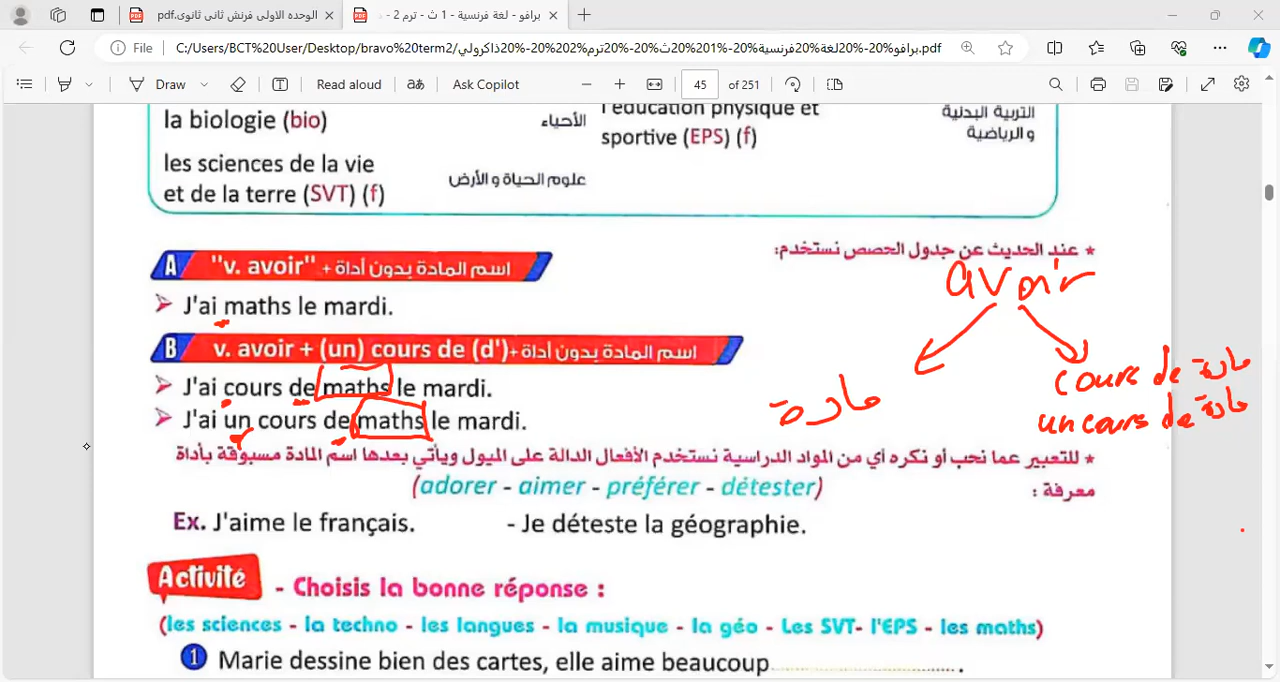 الوحده الاولى فرنش ثانى ثانوى.pdf
برافو - لغة فرنسية - 1 ث - ترم 2 -
File C:/Users/BCT%20User/Desktop/bravo%20term2/برافو%20-%20لغة%20فرنسية%20-%201%20ث%20-%20ترم%202%20-%20ذاكرولي.pdf
Draw Read aloud aあ Ask Copilot 45 of 251
la biologie (bio) الأحياء
l'éducation physique et التربية البدنية
sportive (EPS) (f) والرياضية
les sciences de la vie
et de la terre (SVT) (f) علوم الحياة والأرض
* عند الحديث عن جدول الحصص نستخدم:
avoir
A "v. avoir" + اسم المادة بدون أداة
J'ai maths le mardi.
B v. avoir + (un) cours de (d') + اسم المادة بدون أداة
J'ai cours de maths le mardi.
J'ai un cours de maths le mardi.
مادة
cours de مادة
un cours de مادة
* للتعبير عما نحب أو نكره أي من المواد الدراسية نستخدم الأفعال الدالة على الميول ويأتي بعدها اسم المادة مسبوقة بأداة
معرفة :
(adorer - aimer - préférer - détester)
Ex. J'aime le français. - Je déteste la géographie.
Activité - Choisis la bonne réponse :
(les sciences - la techno - les langues - la musique - la géo - Les SVT- l'EPS - les maths)
1 Marie dessine bien des cartes, elle aime beaucoup .................... .